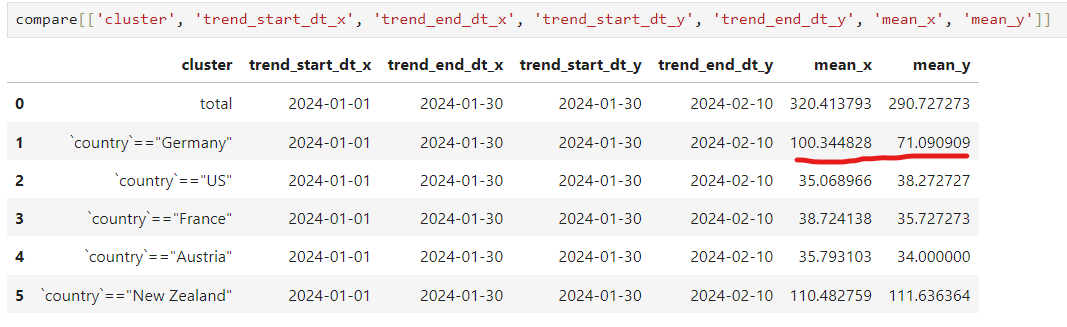 compare[['cluster', 'trend_start_dt_x', 'trend_end_dt_x', 'trend_start_dt_y', 'trend_end_dt_y', 'mean_x', 'mean_y']]
cluster trend_start_dt_x trend_end_dt_x trend_start_dt_y trend_end_dt_y mean_x mean_y
0 total 2024-01-01 2024-01-30 2024-01-30 2024-02-10 320.413793 290.727273
1 `country`=="Germany" 2024-01-01 2024-01-30 2024-01-30 2024-02-10 100.344828 71.090909
2 `country`=="US" 2024-01-01 2024-01-30 2024-01-30 2024-02-10 35.068966 38.272727
3 `country`=="France" 2024-01-01 2024-01-30 2024-01-30 2024-02-10 38.724138 35.727273
4 `country`=="Austria" 2024-01-01 2024-01-30 2024-01-30 2024-02-10 35.793103 34.000000
5 `country`=="New Zealand" 2024-01-01 2024-01-30 2024-01-30 2024-02-10 110.482759 111.636364